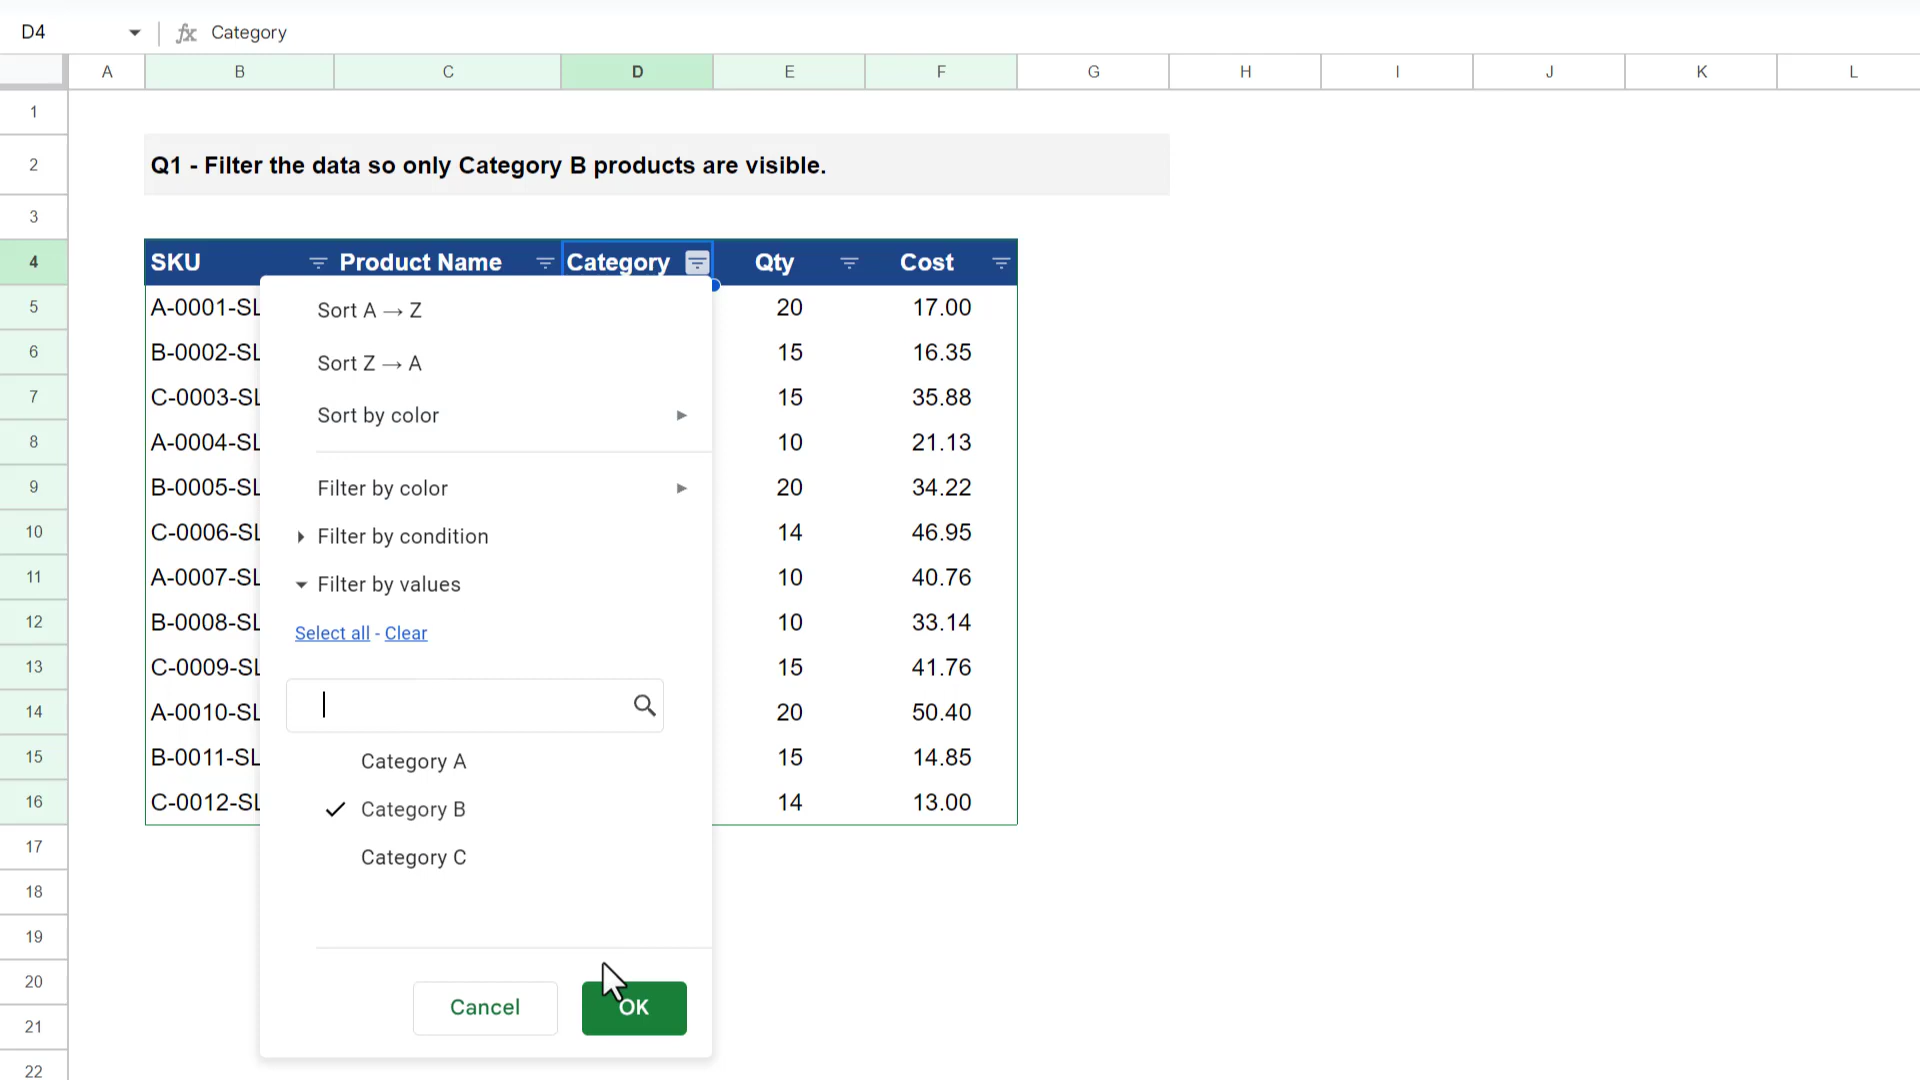 D4 fx Category
A B C D E F G H I J K L
1
2 Q1 - Filter the data so only Category B products are visible.
3
4 SKU Product Name Category Qty Cost
5 A-0001-SL 20 17.00
Sort A → Z
6 B-0002-SL 15 16.35
Sort Z → A
7 C-0003-SL 15 35.88
Sort by color
8 A-0004-SL 10 21.13
9 B-0005-SL Filter by color 20 34.22
10 C-0006-SL Filter by condition 14 46.95
11 A-0007-SL Filter by values 10 40.76
12 B-0008-SL 10 33.14
Select all - Clear
13 C-0009-SL 15 41.76
14 A-0010-SL 20 50.40
15 B-0011-SL Category A 15 14.85
16 C-0012-SL Category B 14 13.00
17
Category C
18
19
20
21 Cancel OK
22